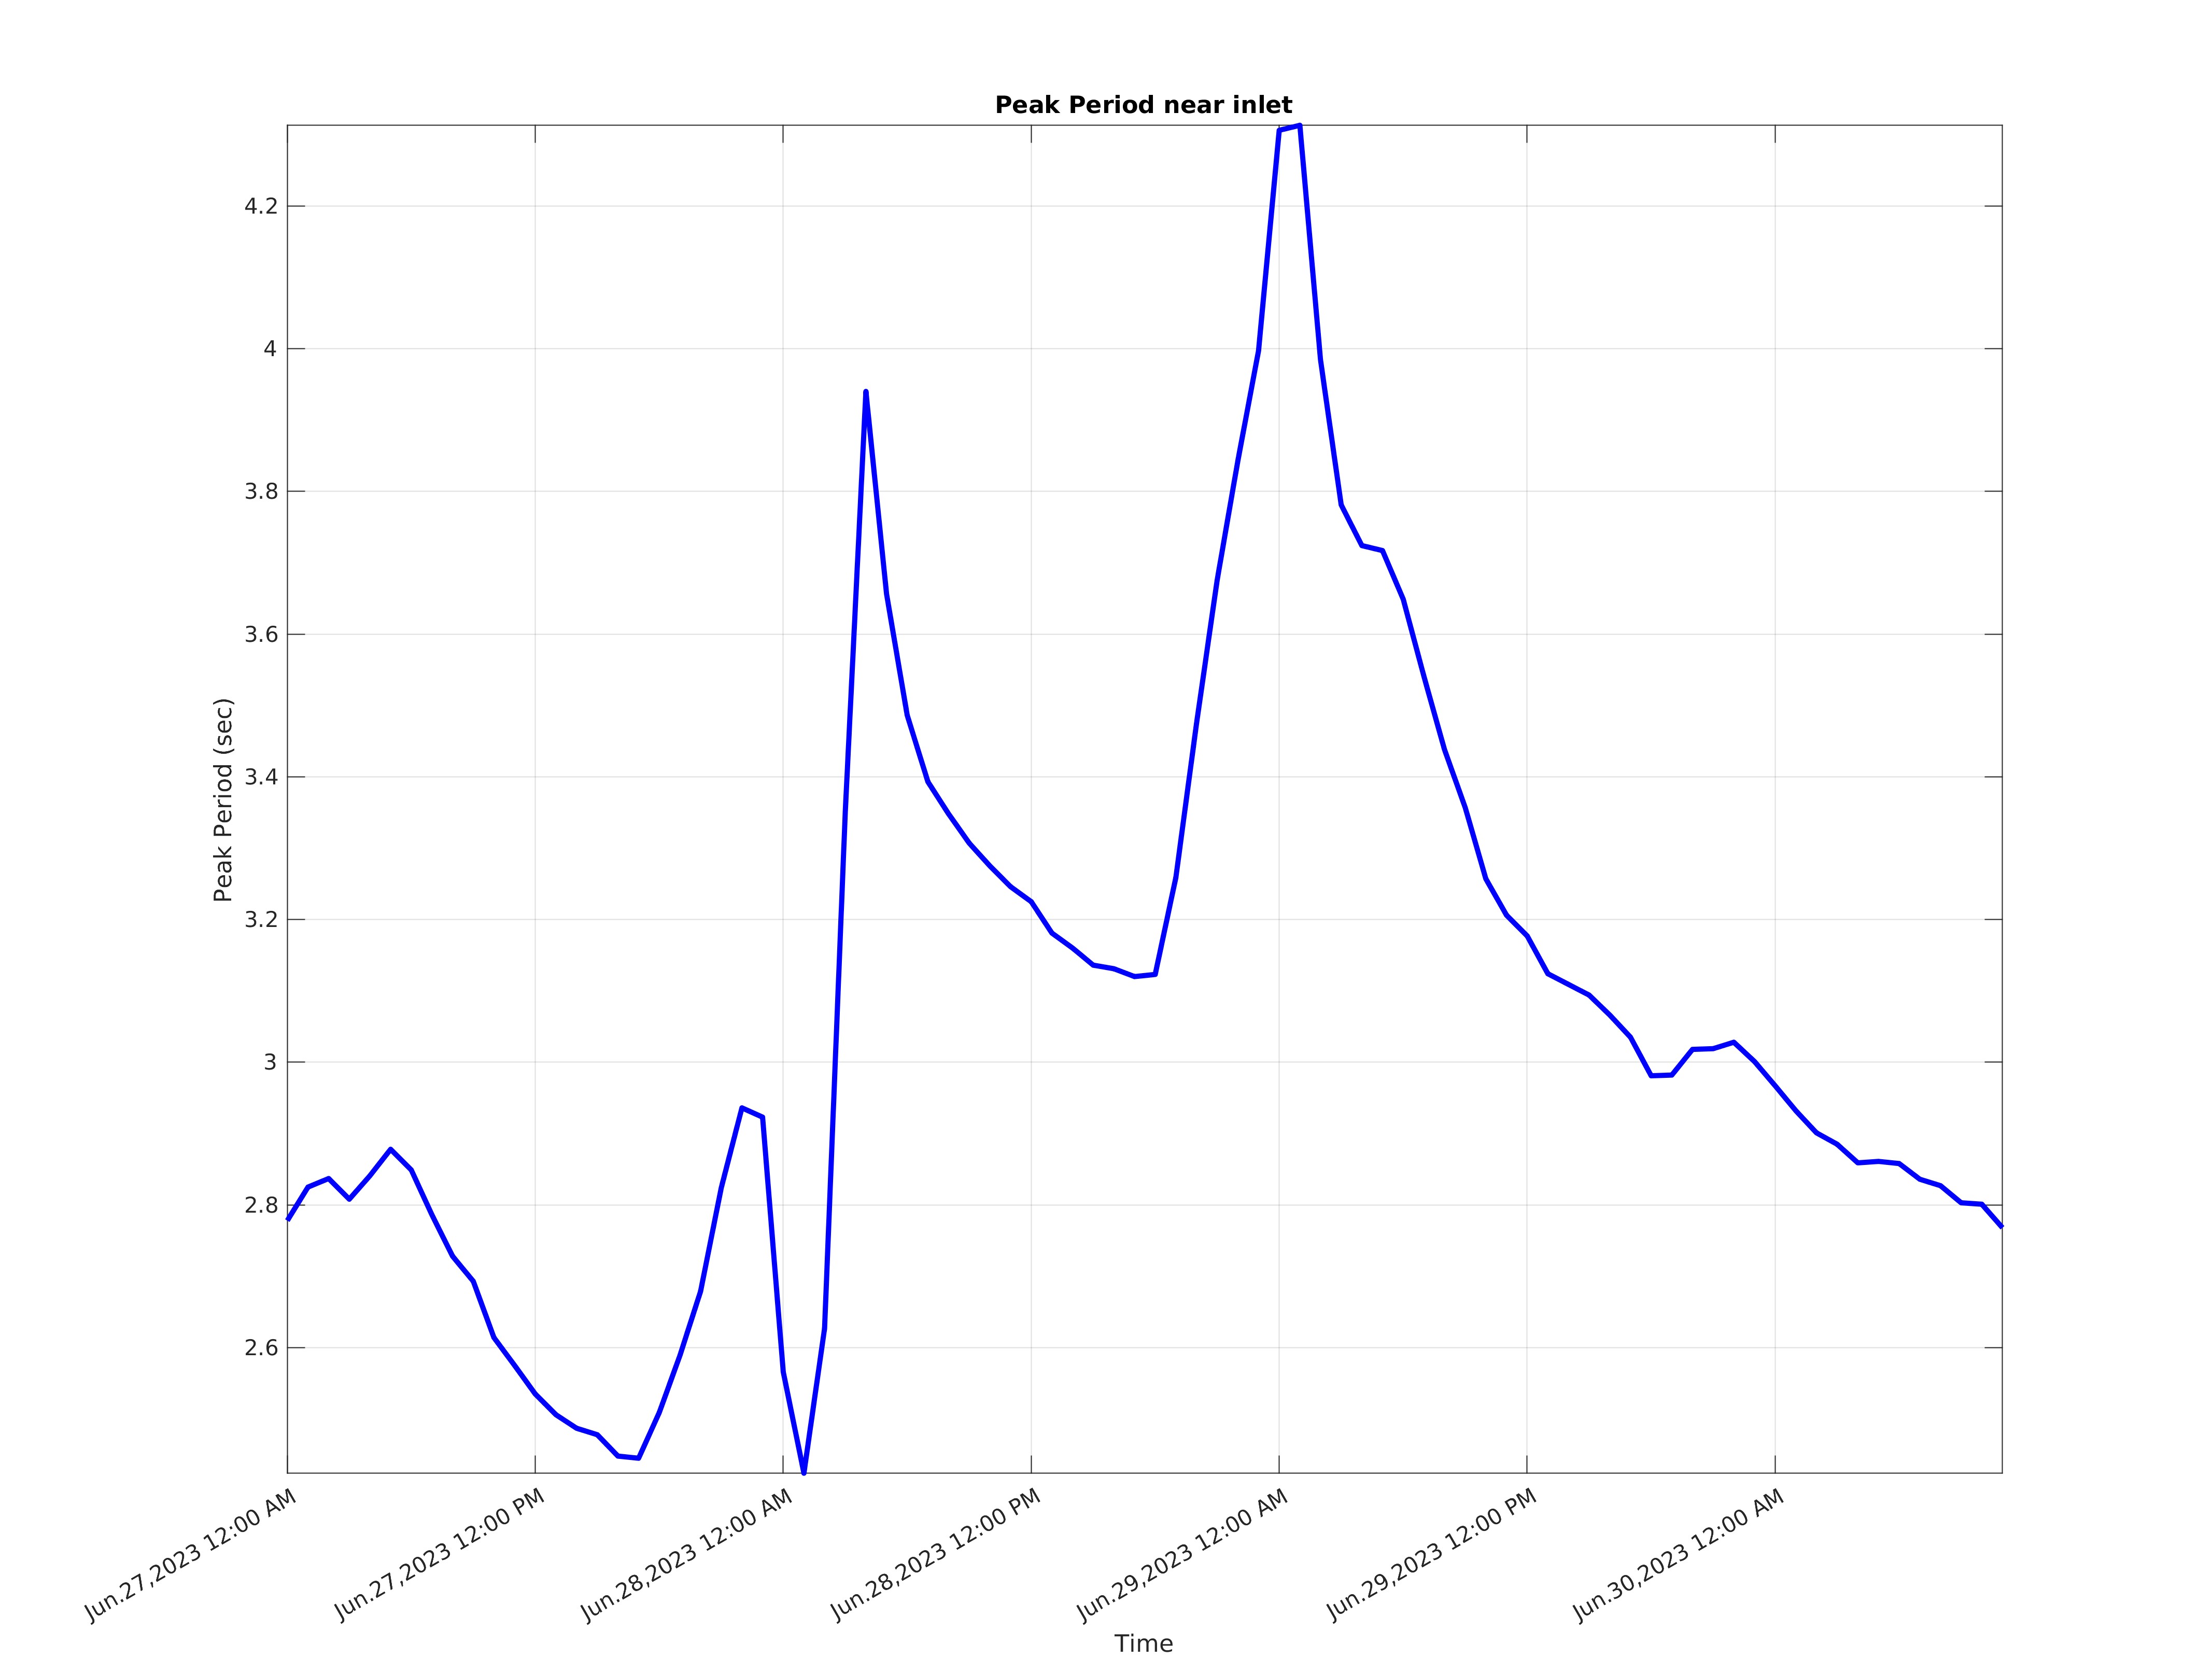 Peak Period near inlet
4.2
4
3.8
3.6
3.4
3.2
3
2.8
2.6
Peak Period (sec)
Jun.27,2023 12:00 AM
Jun.27,2023 12:00 PM
Jun.28,2023 12:00 AM
Jun.28,2023 12:00 PM
Jun.29,2023 12:00 AM
Jun.29,2023 12:00 PM
Jun.30,2023 12:00 AM
Time